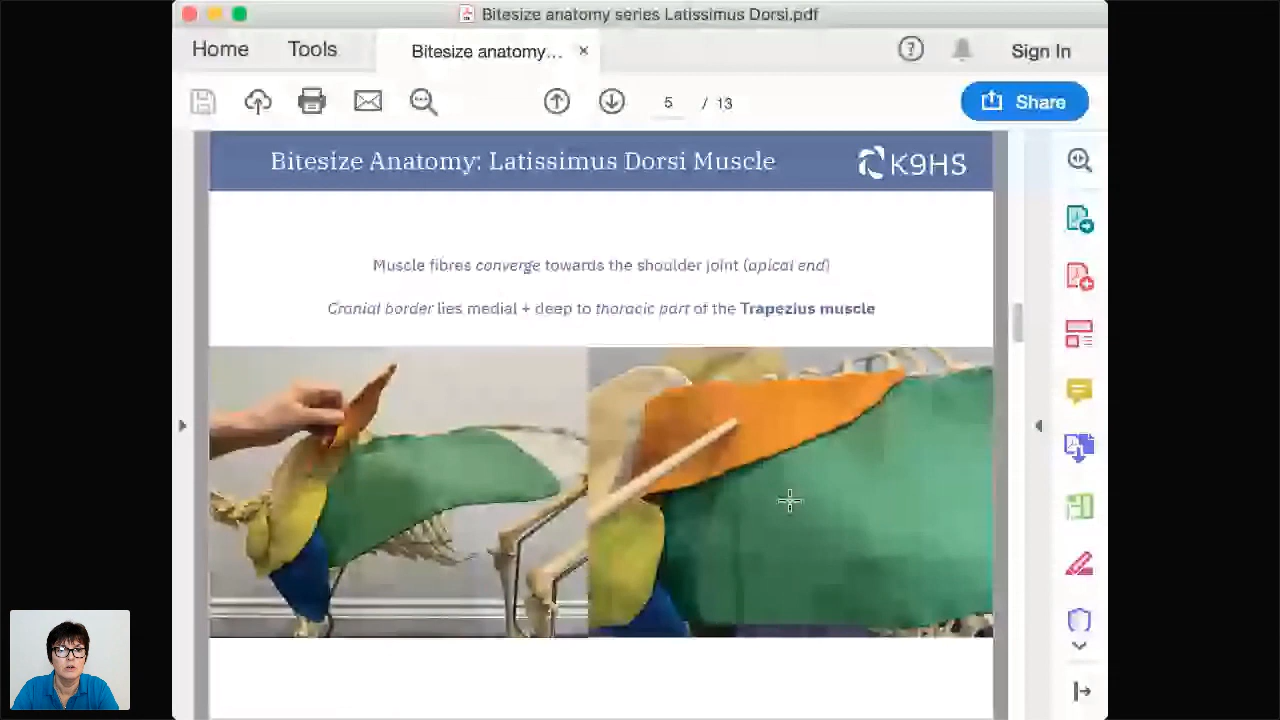 Bitesize anatomy series Latissimus Dorsi.pdf
Home Tools Bitesize anatomy... × ? Sign In
5 / 13 Share
Bitesize Anatomy: Latissimus Dorsi Muscle K9HS
Muscle fibres converge towards the shoulder joint (apical end)
Cranial border lies medial + deep to thoracic part of the Trapezius muscle